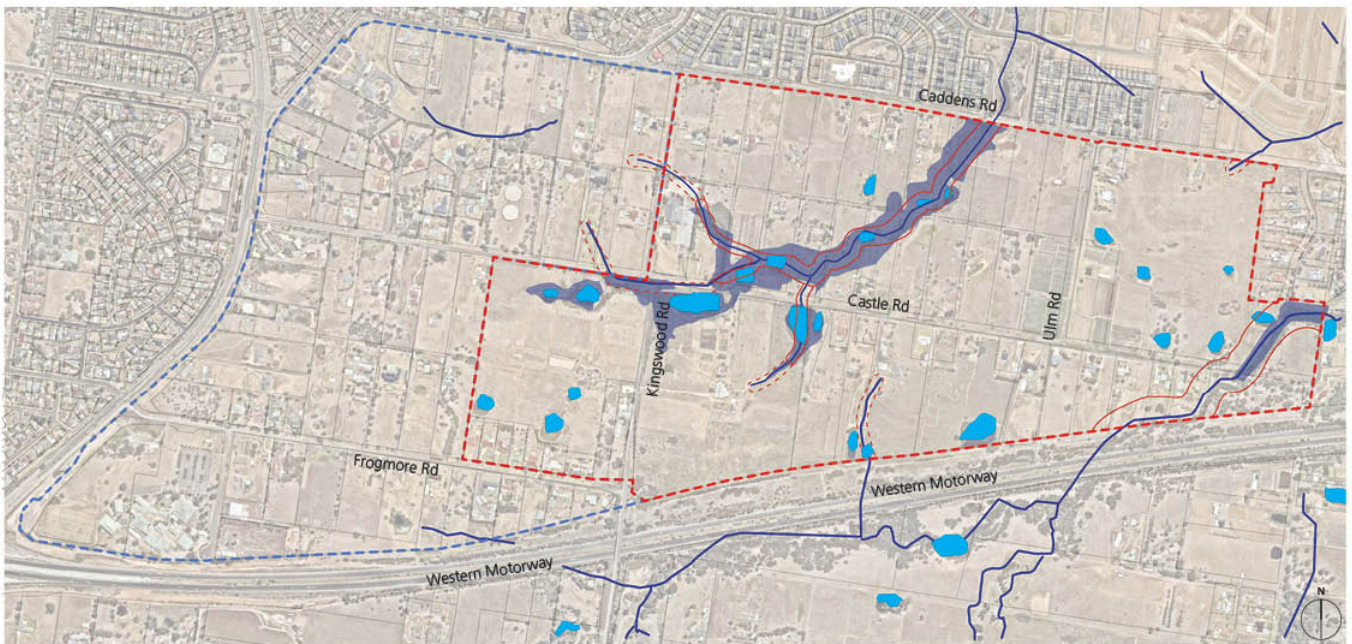 Caddens Rd
Castle Rd
Ulm Rd
Kingswood Rd
Frogmore Rd
Western Motorway
Western Motorway
N